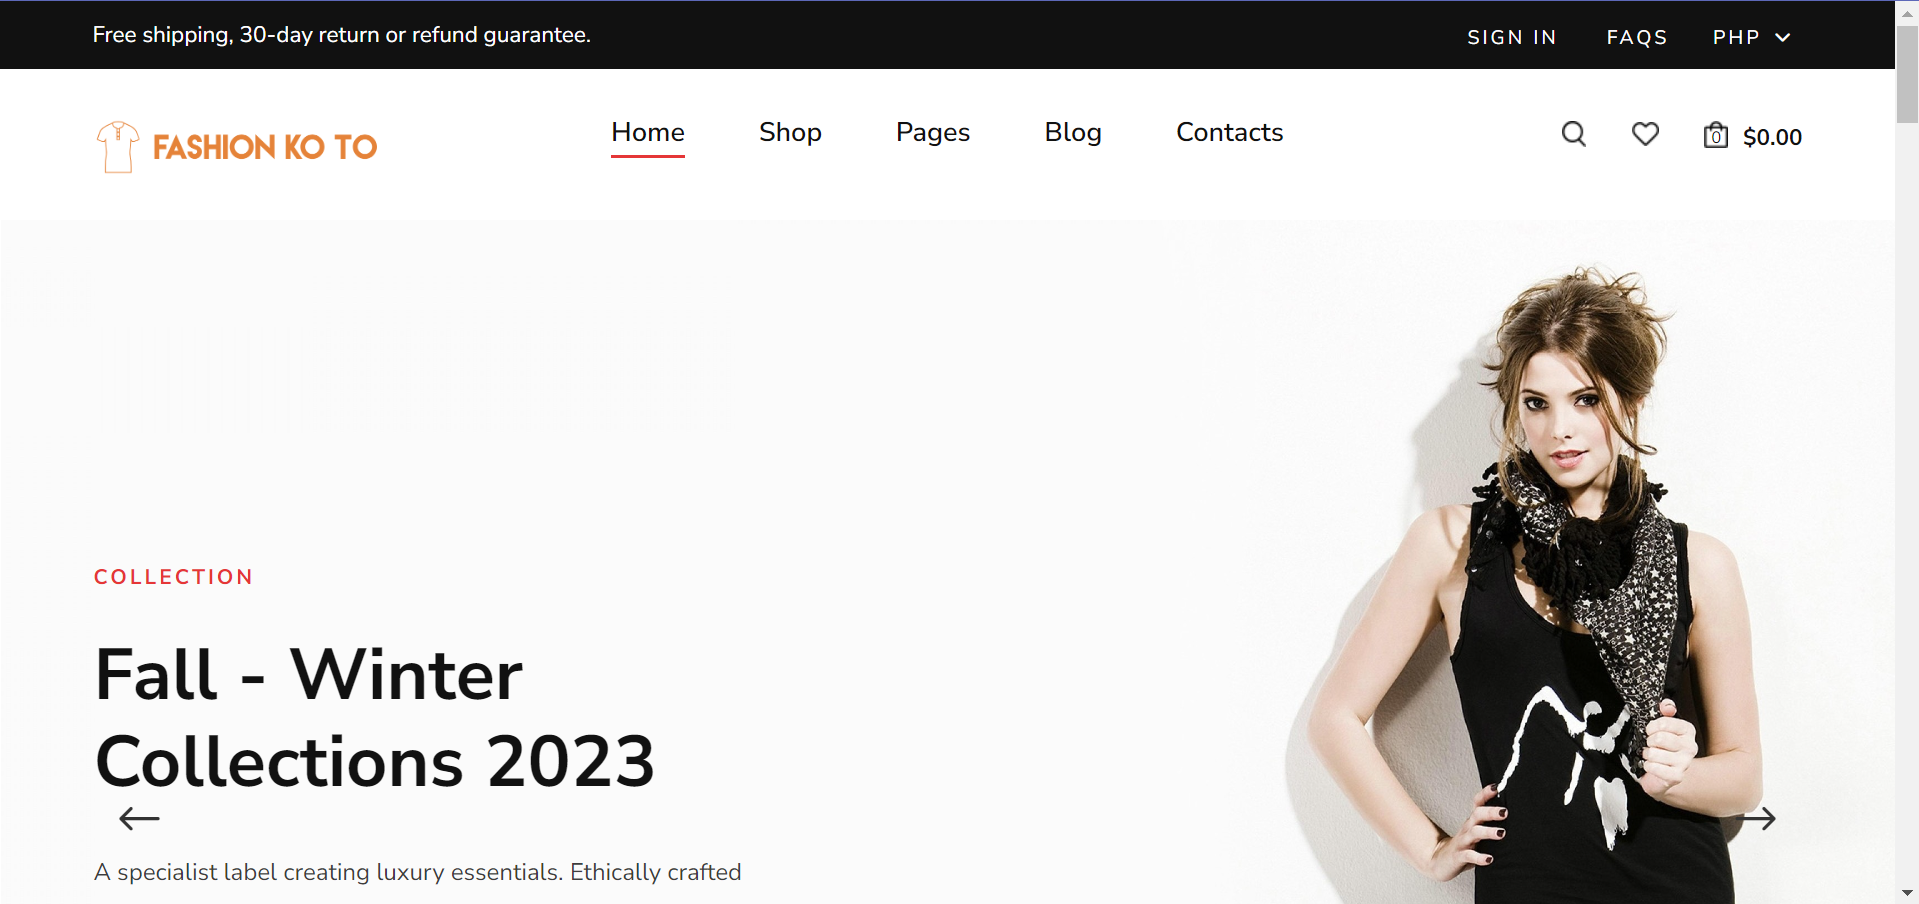 Free shipping, 30-day return or refund guarantee.
SIGN IN
FAQS
PHP
FASHION KO TO
Home
Shop
Pages
Blog
Contacts
0
$0.00
COLLECTION
Fall - Winter
Collections 2023
A specialist label creating luxury essentials. Ethically crafted